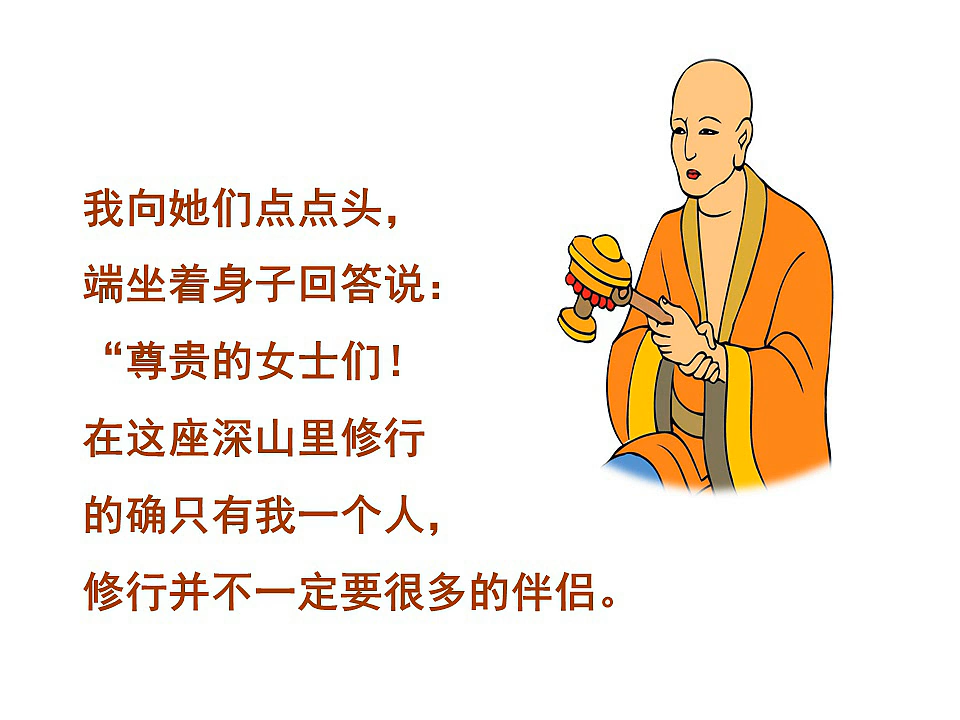 我向她们点点头，
端坐着身子回答说：
“尊贵的女士们！
在这座深山里修行
的确只有我一个人，
修行并不一定要很多的伴侣。